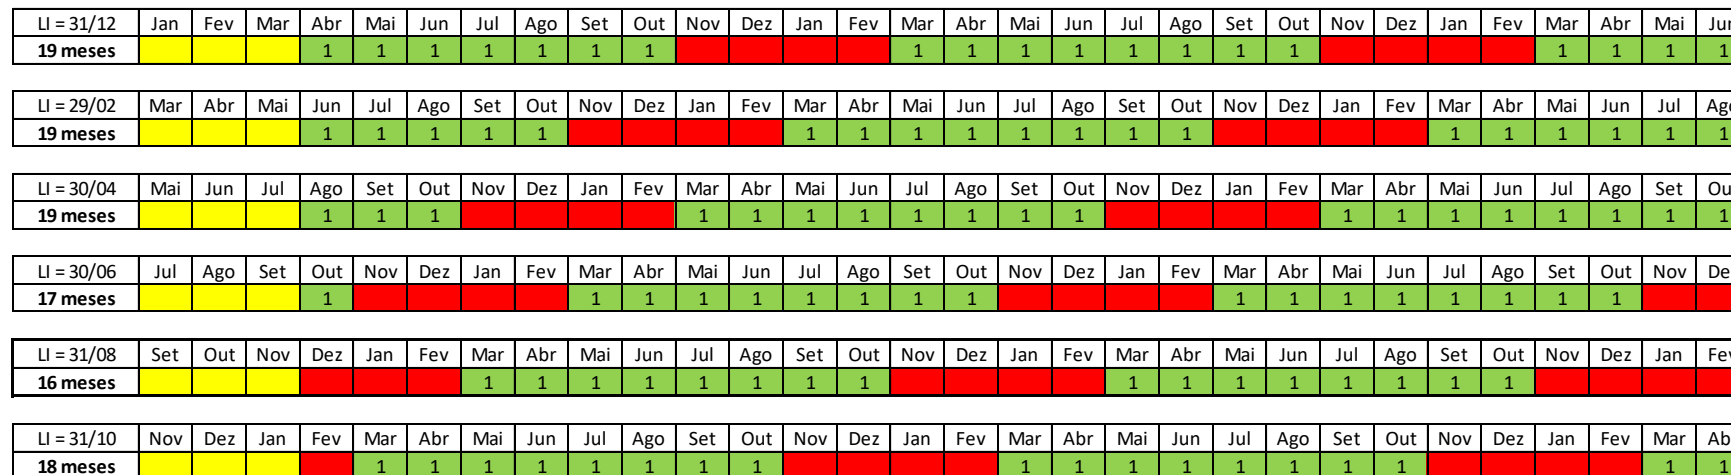 LI = 31/12 Jan Fev Mar Abr Mai Jun Jul Ago Set Out Nov Dez Jan Fev Mar Abr Mai Jun Jul Ago Set Out Nov Dez Jan Fev Mar Abr Mai Jun
19 meses 1 1 1 1 1 1 1 1 1 1 1 1 1 1 1 1 1 1 1
LI = 29/02 Mar Abr Mai Jun Jul Ago Set Out Nov Dez Jan Fev Mar Abr Mai Jun Jul Ago Set Out Nov Dez Jan Fev Mar Abr Mai Jun Jul Ago
19 meses 1 1 1 1 1 1 1 1 1 1 1 1 1 1 1 1 1 1 1
LI = 30/04 Mai Jun Jul Ago Set Out Nov Dez Jan Fev Mar Abr Mai Jun Jul Ago Set Out Nov Dez Jan Fev Mar Abr Mai Jun Jul Ago Set Out
19 meses 1 1 1 1 1 1 1 1 1 1 1 1 1 1 1 1 1 1 1
LI = 30/06 Jul Ago Set Out Nov Dez Jan Fev Mar Abr Mai Jun Jul Ago Set Out Nov Dez Jan Fev Mar Abr Mai Jun Jul Ago Set Out Nov De
17 meses 1 1 1 1 1 1 1 1 1 1 1 1 1 1 1 1 1
LI = 31/08 Set Out Nov Dez Jan Fev Mar Abr Mai Jun Jul Ago Set Out Nov Dez Jan Fev Mar Abr Mai Jun Jul Ago Set Out Nov Dez Jan Fev
16 meses 1 1 1 1 1 1 1 1 1 1 1 1 1 1 1 1
LI = 31/10 Nov Dez Jan Fev Mar Abr Mai Jun Jul Ago Set Out Nov Dez Jan Fev Mar Abr Mai Jun Jul Ago Set Out Nov Dez Jan Fev Mar Ab
18 meses 1 1 1 1 1 1 1 1 1 1 1 1 1 1 1 1 1 1